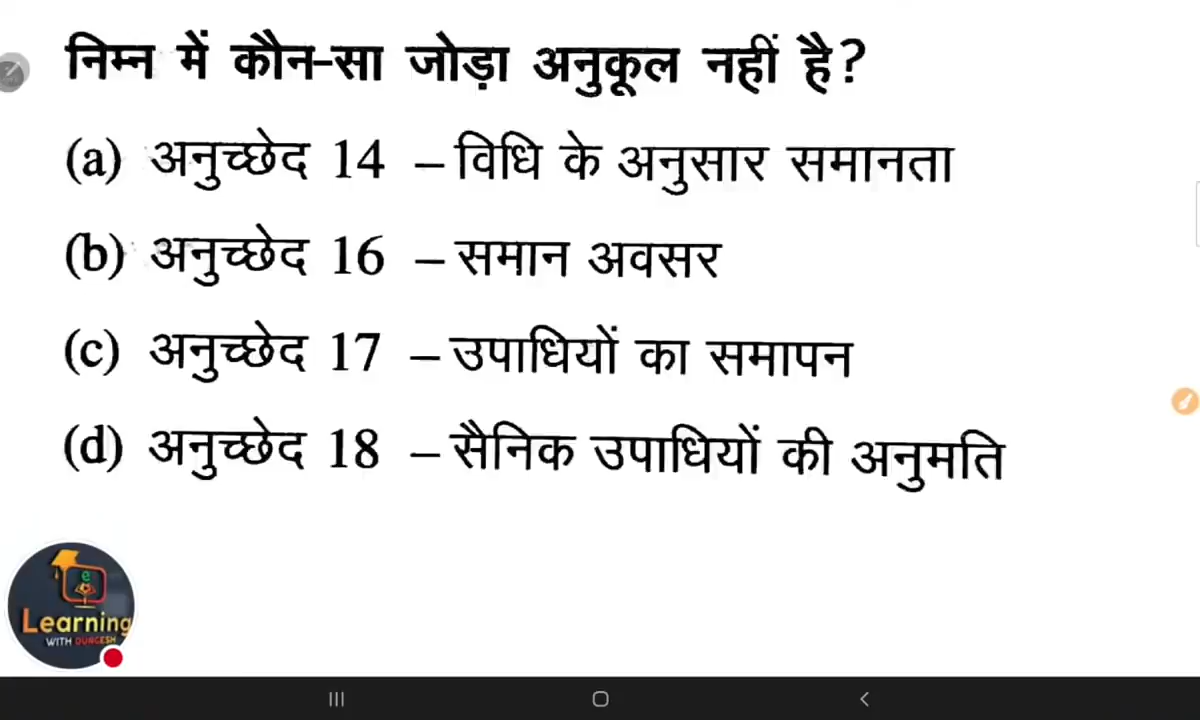 निम्न में कौन-सा जोड़ा अनुकूल नहीं है?
(a) अनुच्छेद 14 – विधि के अनुसार समानता
(b) अनुच्छेद 16 – समान अवसर
(c) अनुच्छेद 17 – उपाधियों का समापन
(d) अनुच्छेद 18 – सैनिक उपाधियों की अनुमति
e
Learning
WITH DURGESH